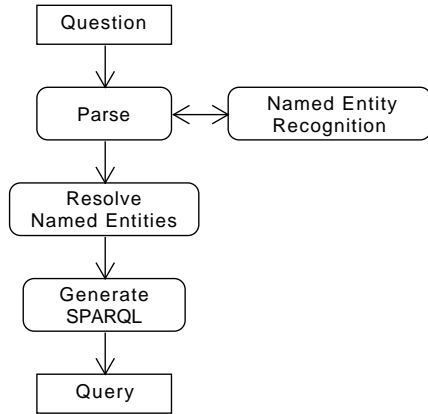 Question
Parse
Named Entity
Recognition
Resolve
Named Entities
Generate
SPARQL
Query